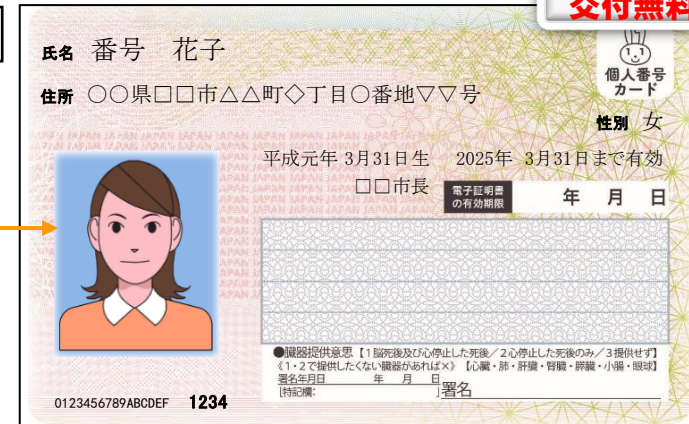 交付無料
氏名 番号 花子
個人番号
カード
住所 ○○県□□市△△町◇丁目○番地▽▽号
性別 女
平成元年 3月31日生 2025年 3月31日まで有効
□□市長
電子証明書
の有効期限
年 月 日
●臓器提供意思【1脳死後及び心停止した死後／2心停止した死後のみ／3提供せず】
《1・2で提供したくない臓器があれば×》【心臓・肺・肝臓・腎臓・膵臓・小腸・眼球】
署名年月日 年 月 日
[特記欄: ]署名
0123456789ABCDEF 1234